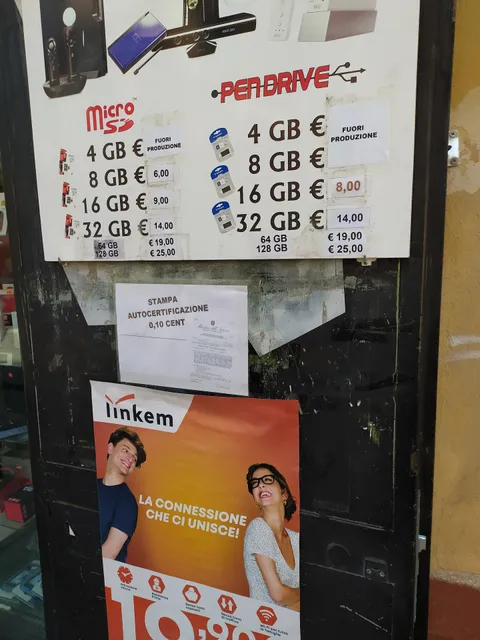 Micro SD
4 GB € FUORI PRODUZIONE
8 GB € 6,00
16 GB € 9,00
32 GB € 14,00
64 GB € 19,00
128 GB € 25,00
PEN DRIVE
4 GB €
8 GB €
FUORI PRODUZIONE
16 GB € 8,00
32 GB € 14,00
64 GB € 19,00
128 GB € 25,00
STAMPA
AUTOCERTIFICAZIONE
0,10 CENT
linkem
LA CONNESSIONE
CHE CI UNISCE!
19,90